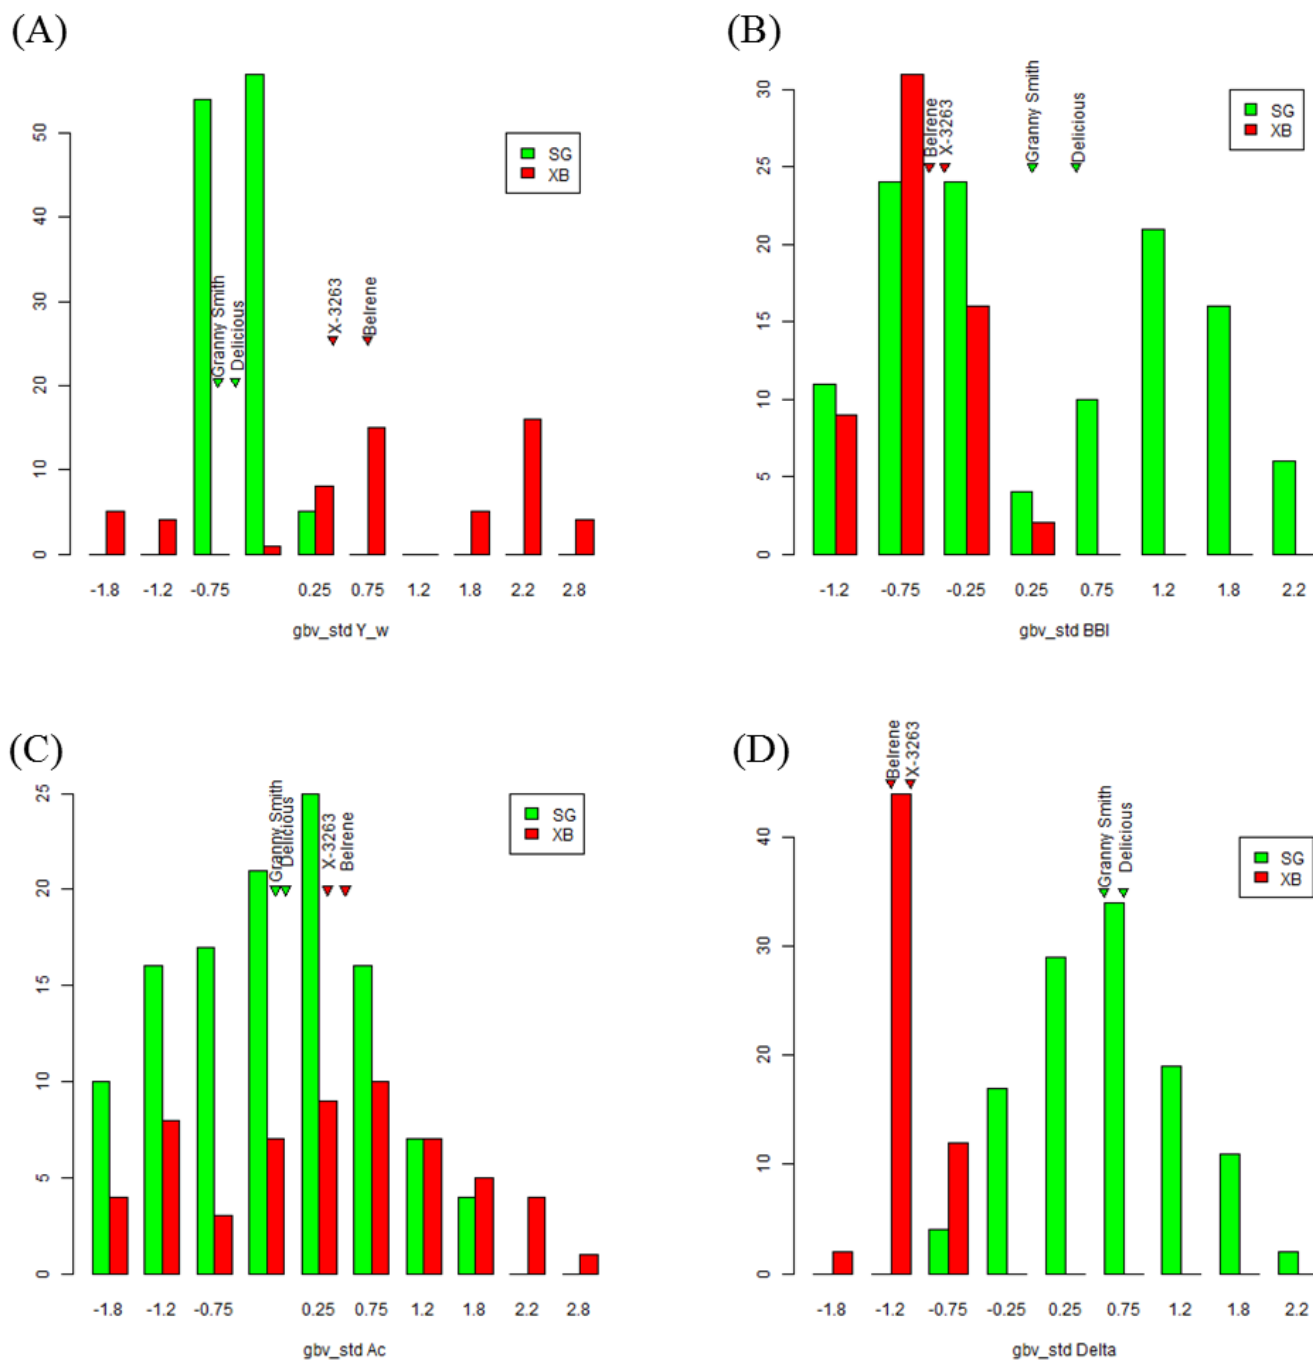 (A)
50
40
30
20
10
0
Granny Smith
Delicious
X-3263
Belrene
SG
XB
-1.8 -1.2 -0.75 0.25 0.75 1.2 1.8 2.2 2.8
gbv_std Y_w
(B)
30
25
20
15
10
5
0
Belrene
X-3263
Granny Smith
Delicious
SG
XB
-1.2 -0.75 -0.25 0.25 0.75 1.2 1.8 2.2
gbv_std BBI
(C)
25
20
15
10
5
0
Granny Smith
Delicious
X-3263
Belrene
SG
XB
-1.8 -1.2 -0.75 0.25 0.75 1.2 1.8 2.2 2.8
gbv_std Ac
(D)
40
30
20
10
0
Belrene
X-3263
Granny Smith
Delicious
SG
XB
-1.8 -1.2 -0.75 -0.25 0.25 0.75 1.2 1.8 2.2
gbv_std Delta